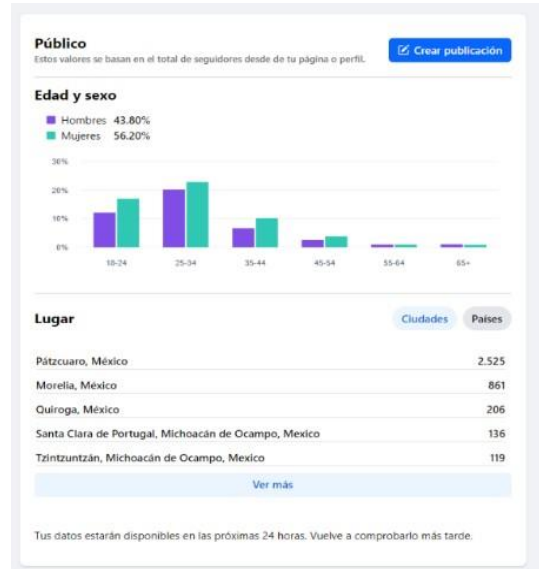 Público
Estos valores se basan en el total de seguidores desde de tu página o perfil.
Crear publicación
Edad y sexo
Hombres 43.80%
Mujeres 56.20%
30%
20%
10%
0%
18-24 25-34 35-44 45-54 55-64 65+
Lugar
Ciudades Países
Pátzcuaro, México 2.525
Morelia, México 861
Quiroga, México 206
Santa Clara de Portugal, Michoacán de Ocampo, Mexico 136
Tzintzuntzán, Michoacán de Ocampo, Mexico 119
Ver más
Tus datos estarán disponibles en las próximas 24 horas. Vuelve a comprobarlo más tarde.